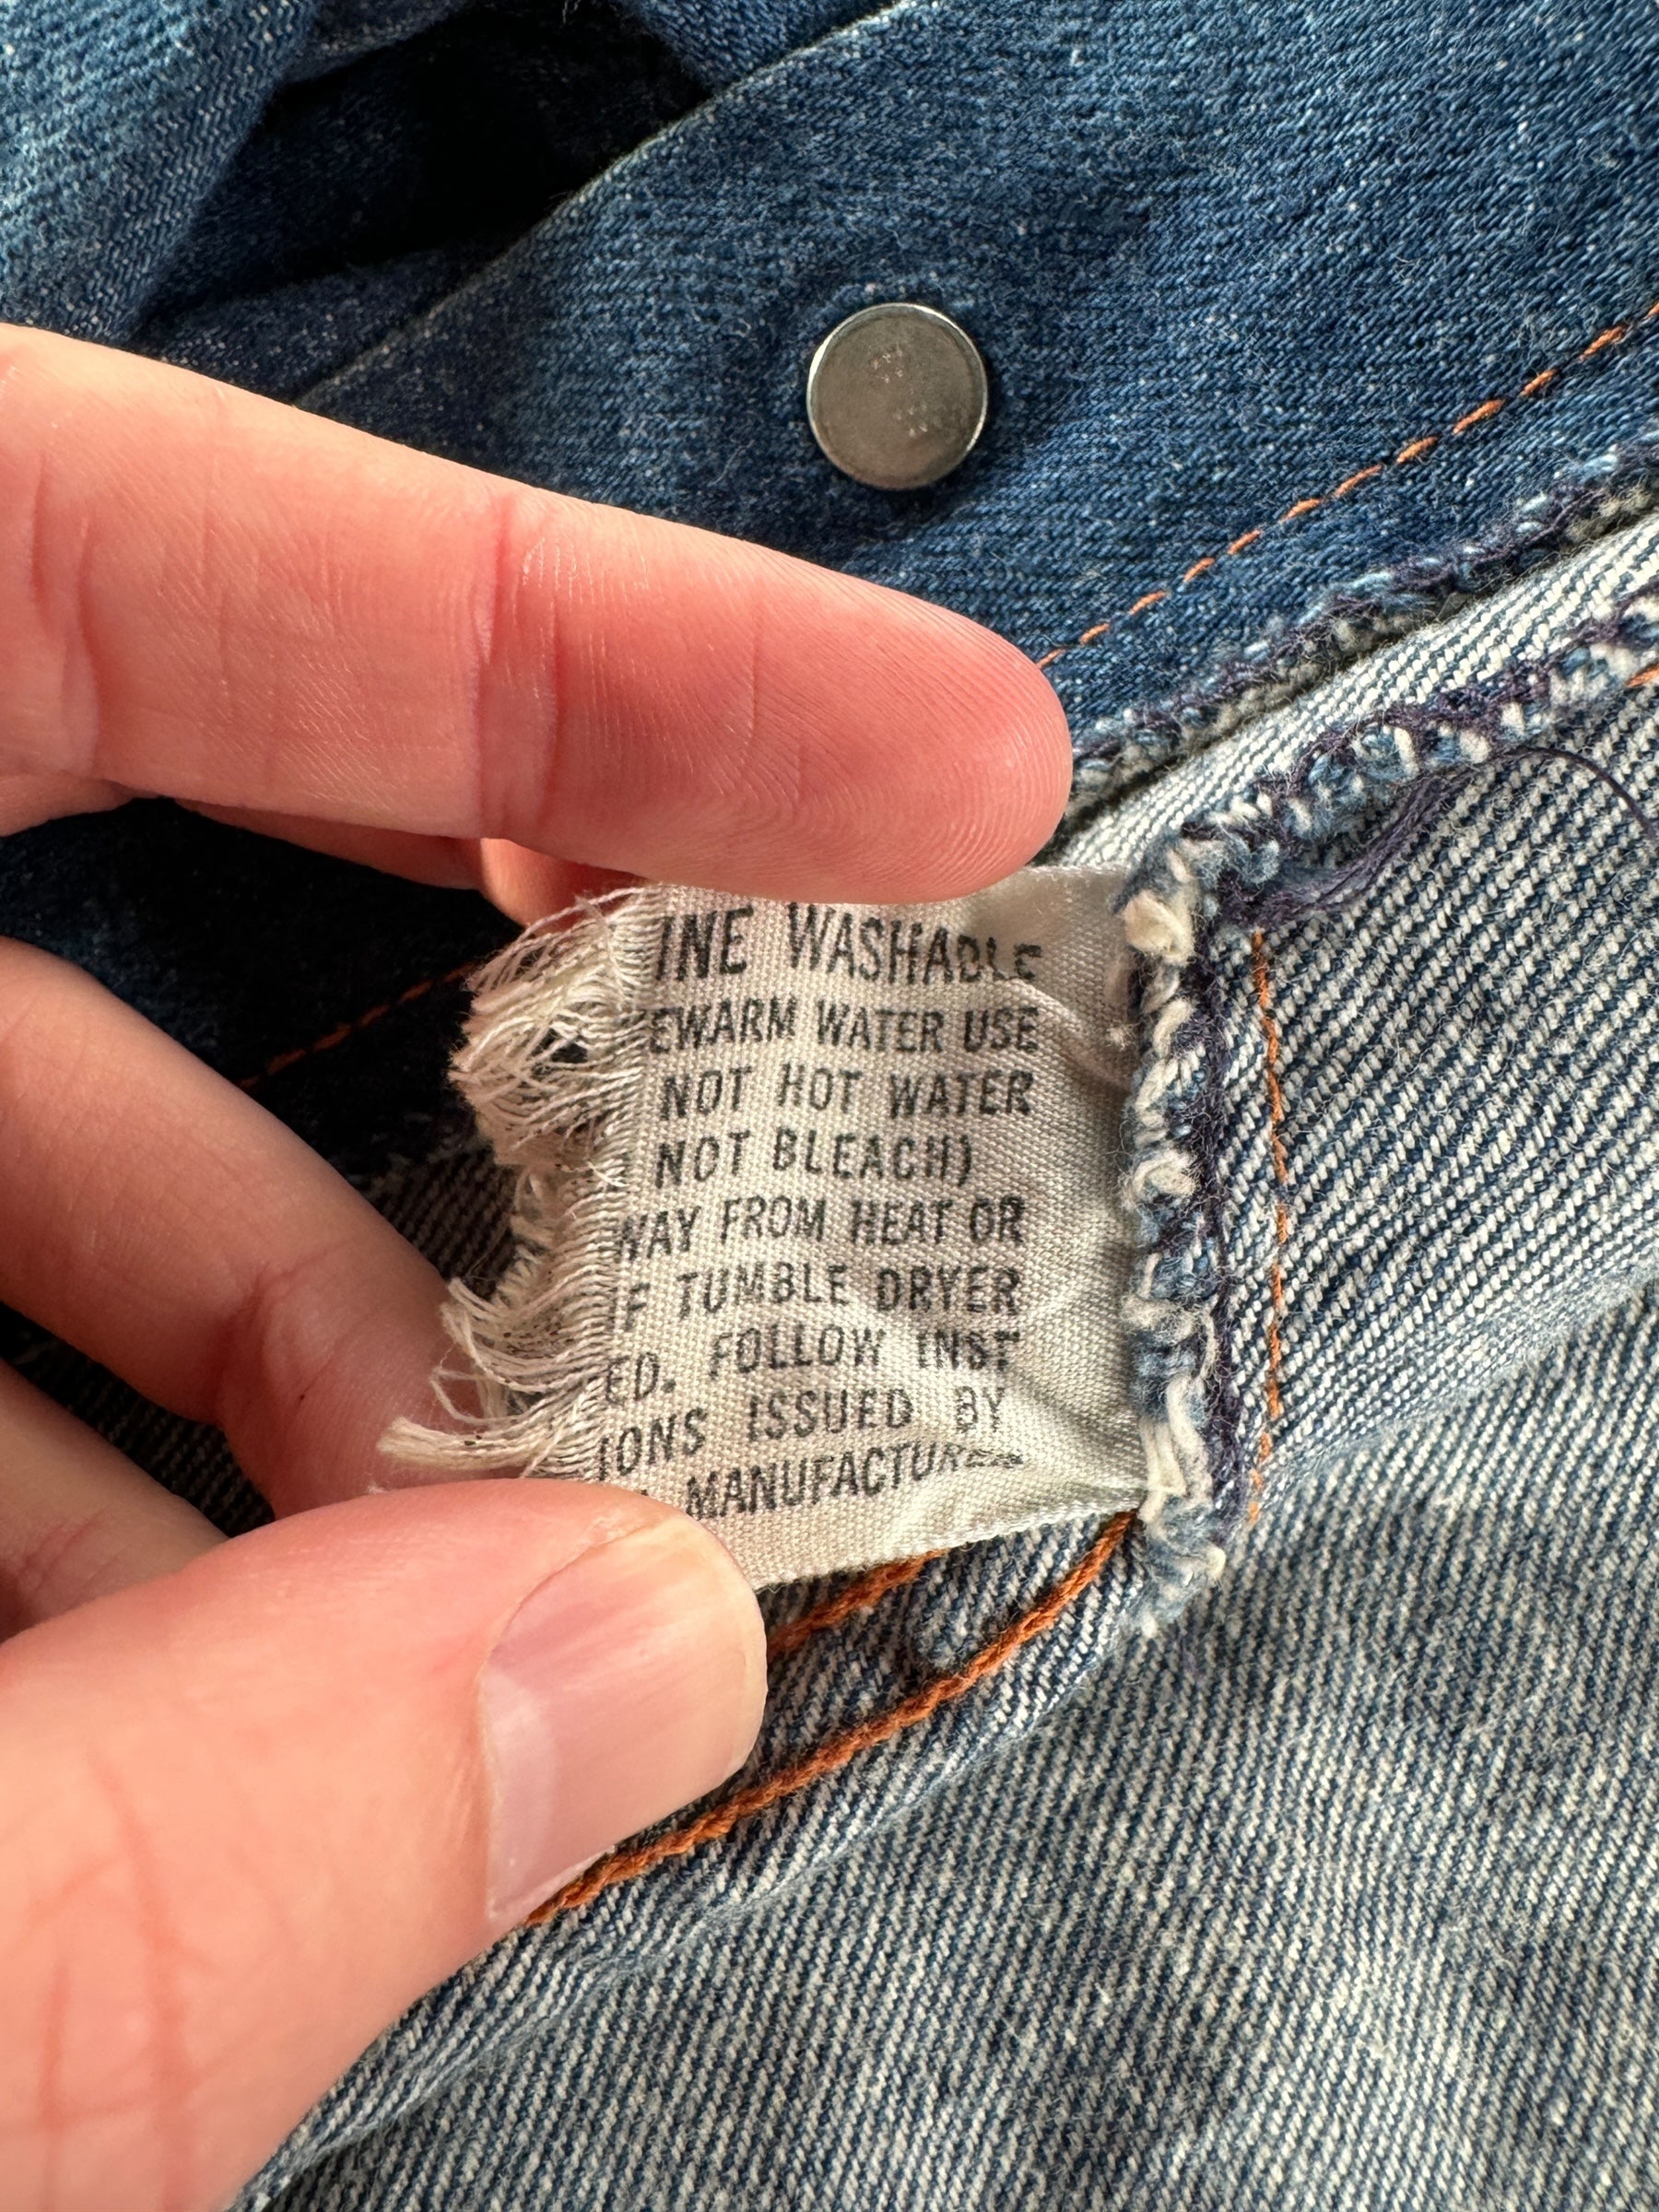 INE WASHABLE
EWARM WATER USE
NOT HOT WATER
NOT BLEACH)
WAY FROM HEAT OR
IF TUMBLE DRYER
ED. FOLLOW INST
IONS ISSUED BY
MANUFACTURER